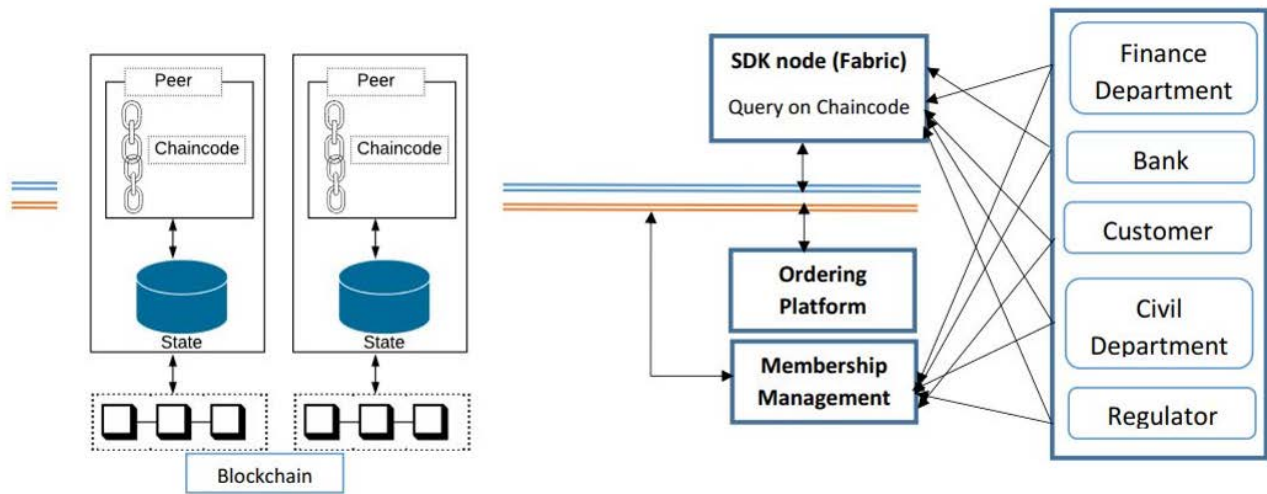 Peer
Chaincode
State
Peer
Chaincode
State
Blockchain
SDK node (Fabric)
Query on Chaincode
Ordering
Platform
Membership
Management
Finance
Department
Bank
Customer
Civil
Department
Regulator